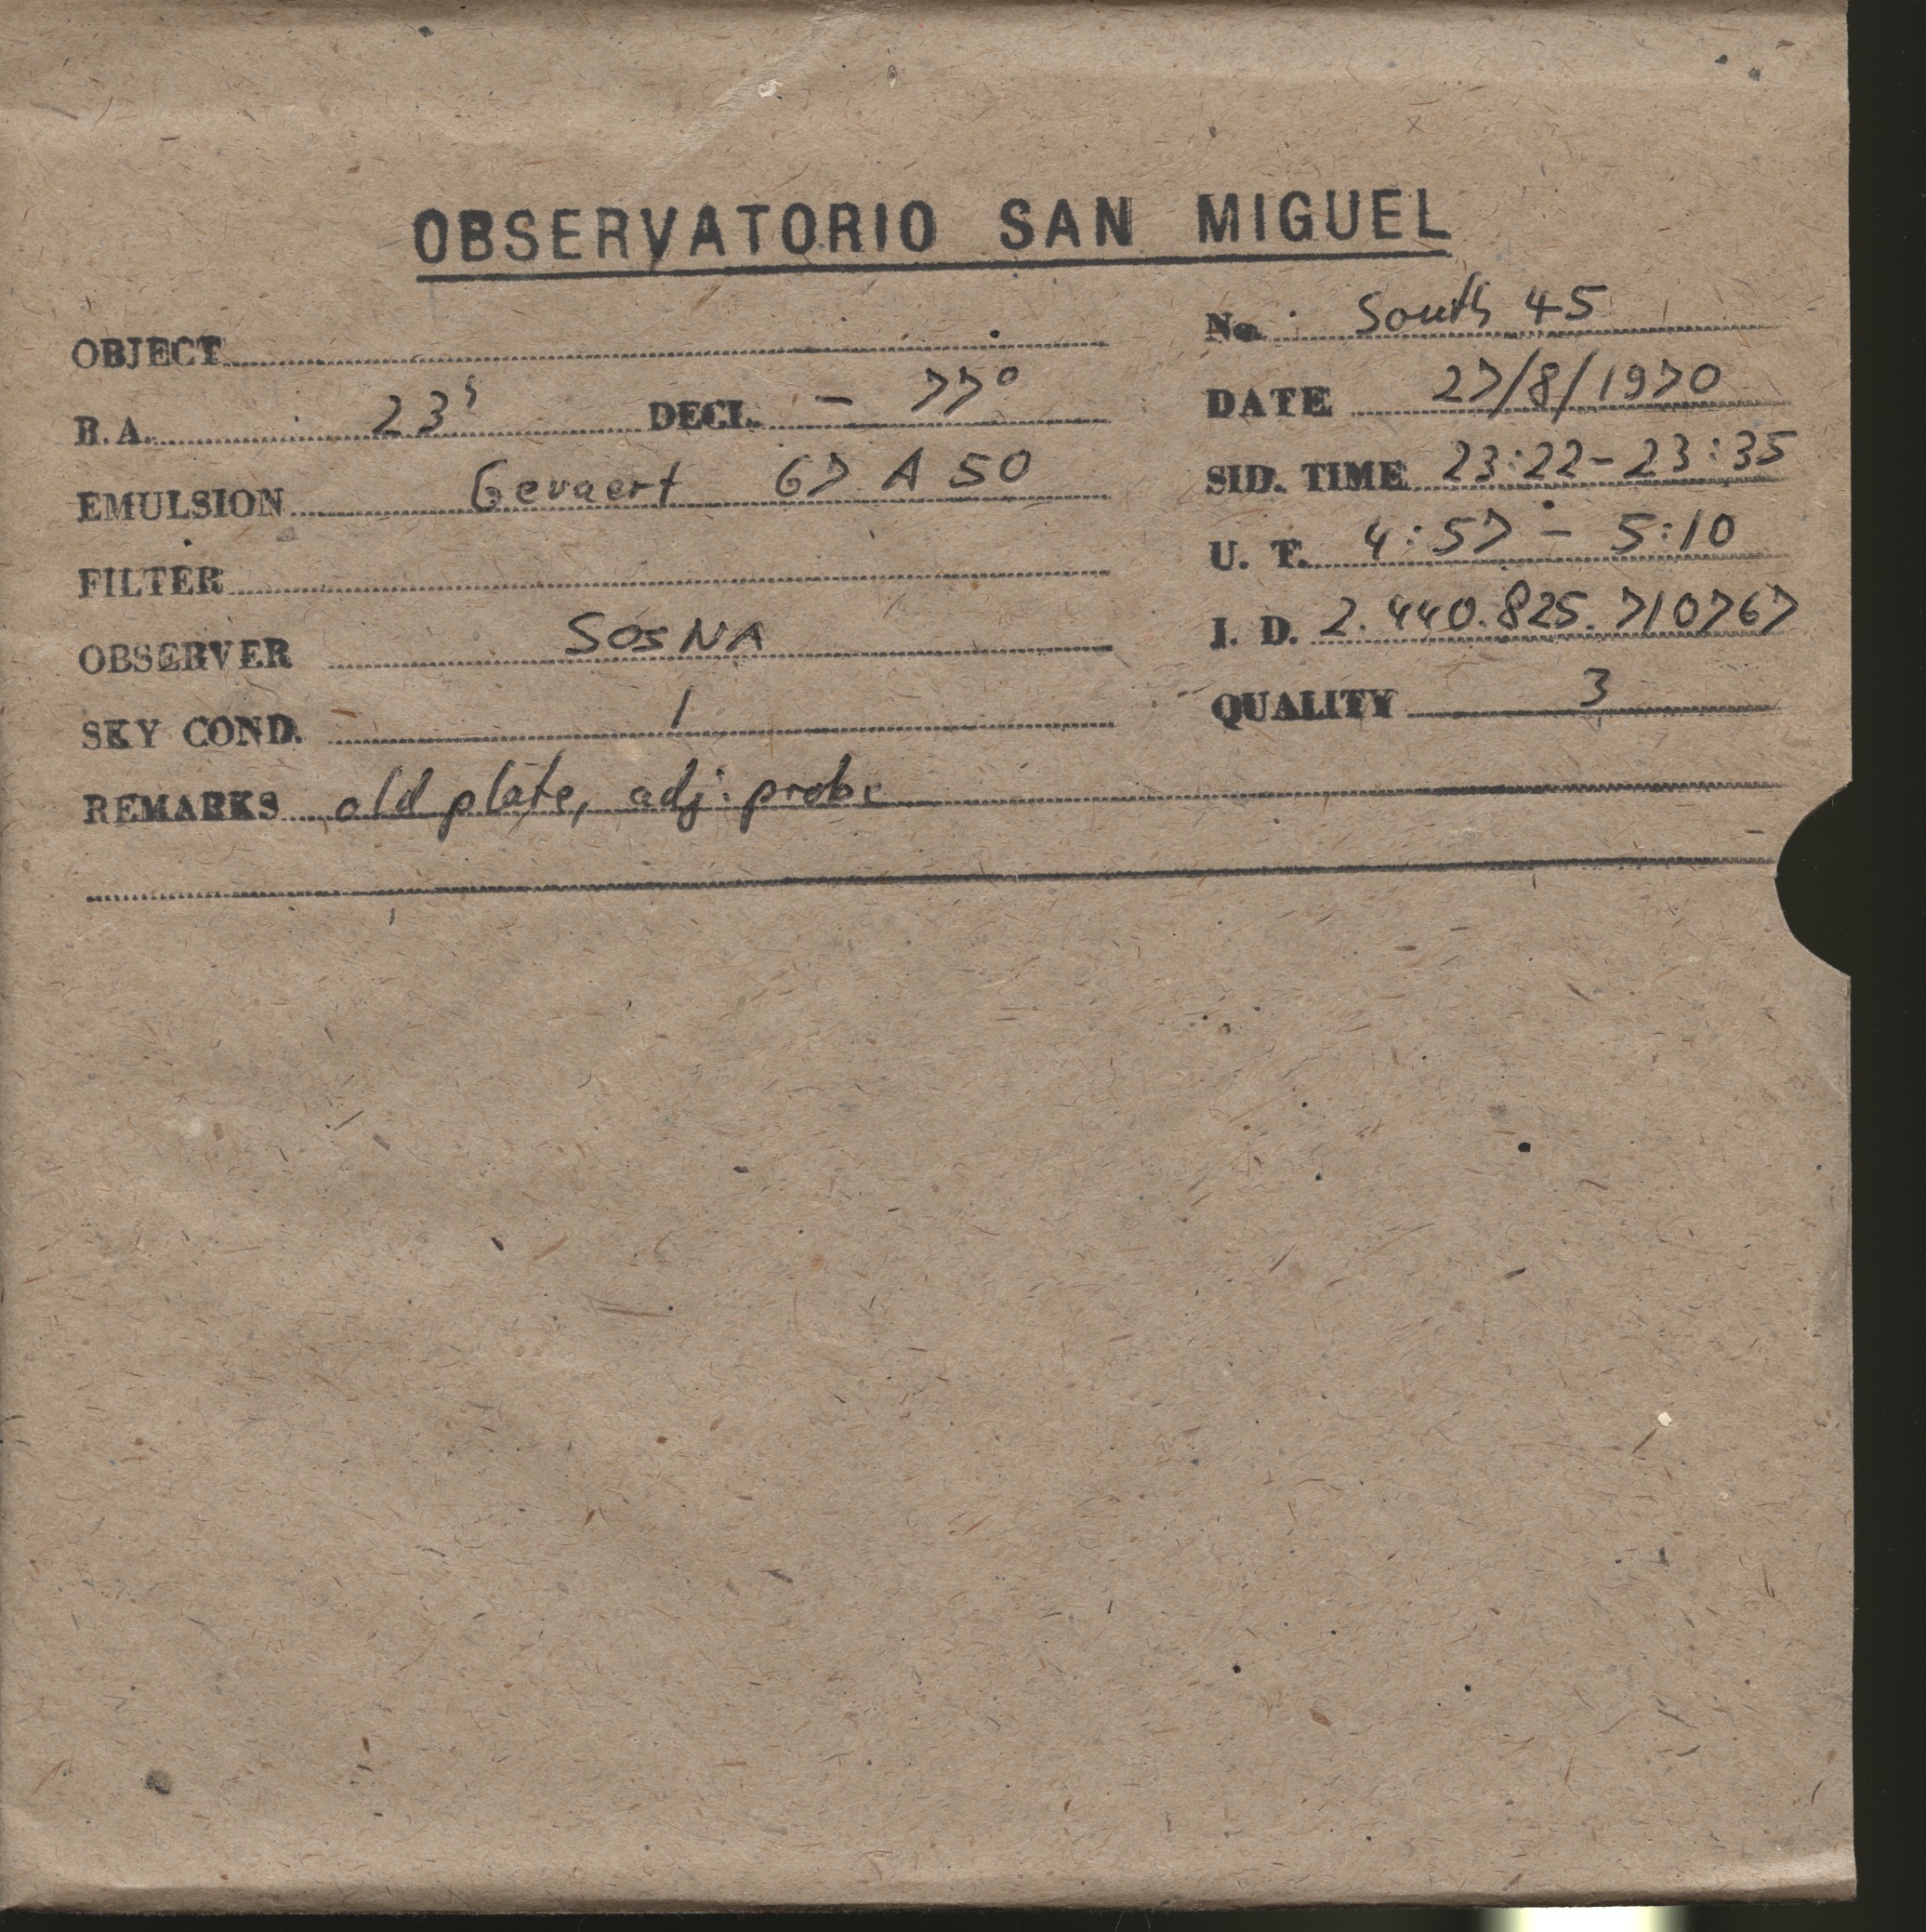 OBSERVATORIO SAN MIGUEL
OBJECT
No. South 45
R.A. 23h DECL. - 77°
DATE 27/8/1970
EMULSION Gevaert 67 A 50
SID. TIME 23:22-23:35
FILTER
U. T. 4:57 - 5:10
OBSERVER SOSNA
I. D. 2.440.825.710767
SKY COND. 1
QUALITY 3
REMARKS old plate, adj. probe